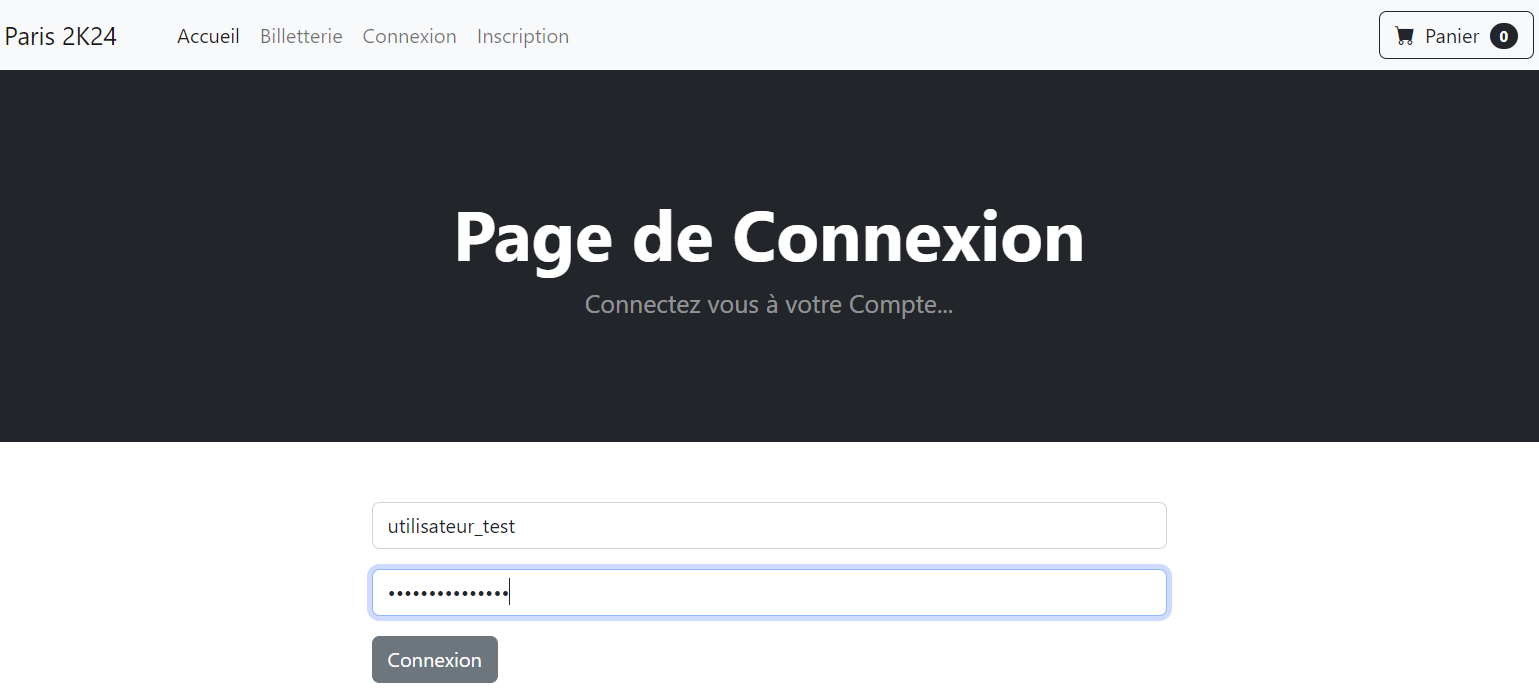 Paris 2K24 Accueil Billetterie Connexion Inscription Panier 0
Page de Connexion
Connectez vous à votre Compte...
utilisateur_test
•••••••••••••••
Connexion